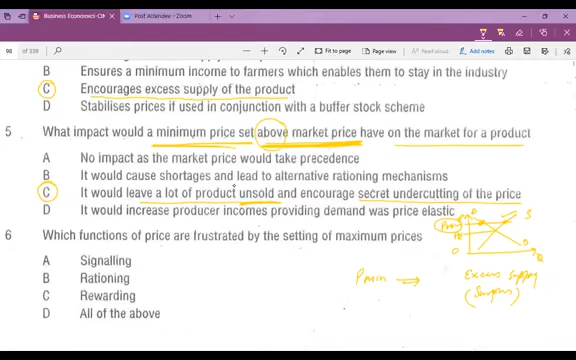 Business Economics-CM
Post Attendee - Zoom
98 of 339
Fit to page
Page view
Read aloud
Add notes
B Ensures a minimum income to farmers which enables them to stay in the industry
C Encourages excess supply of the product
D Stabilises prices if used in conjunction with a buffer stock scheme
5 What impact would a minimum price set above market price have on the market for a product
A No impact as the market price would take precedence
B It would cause shortages and lead to alternative rationing mechanisms
C It would leave a lot of product unsold and encourage secret undercutting of the price
D It would increase producer incomes providing demand was price elastic
6 Which functions of price are frustrated by the setting of maximum prices
A Signalling
B Rationing
C Rewarding
D All of the above
S
D
O
Pmin ⇒ Excess supply
(Surplus)